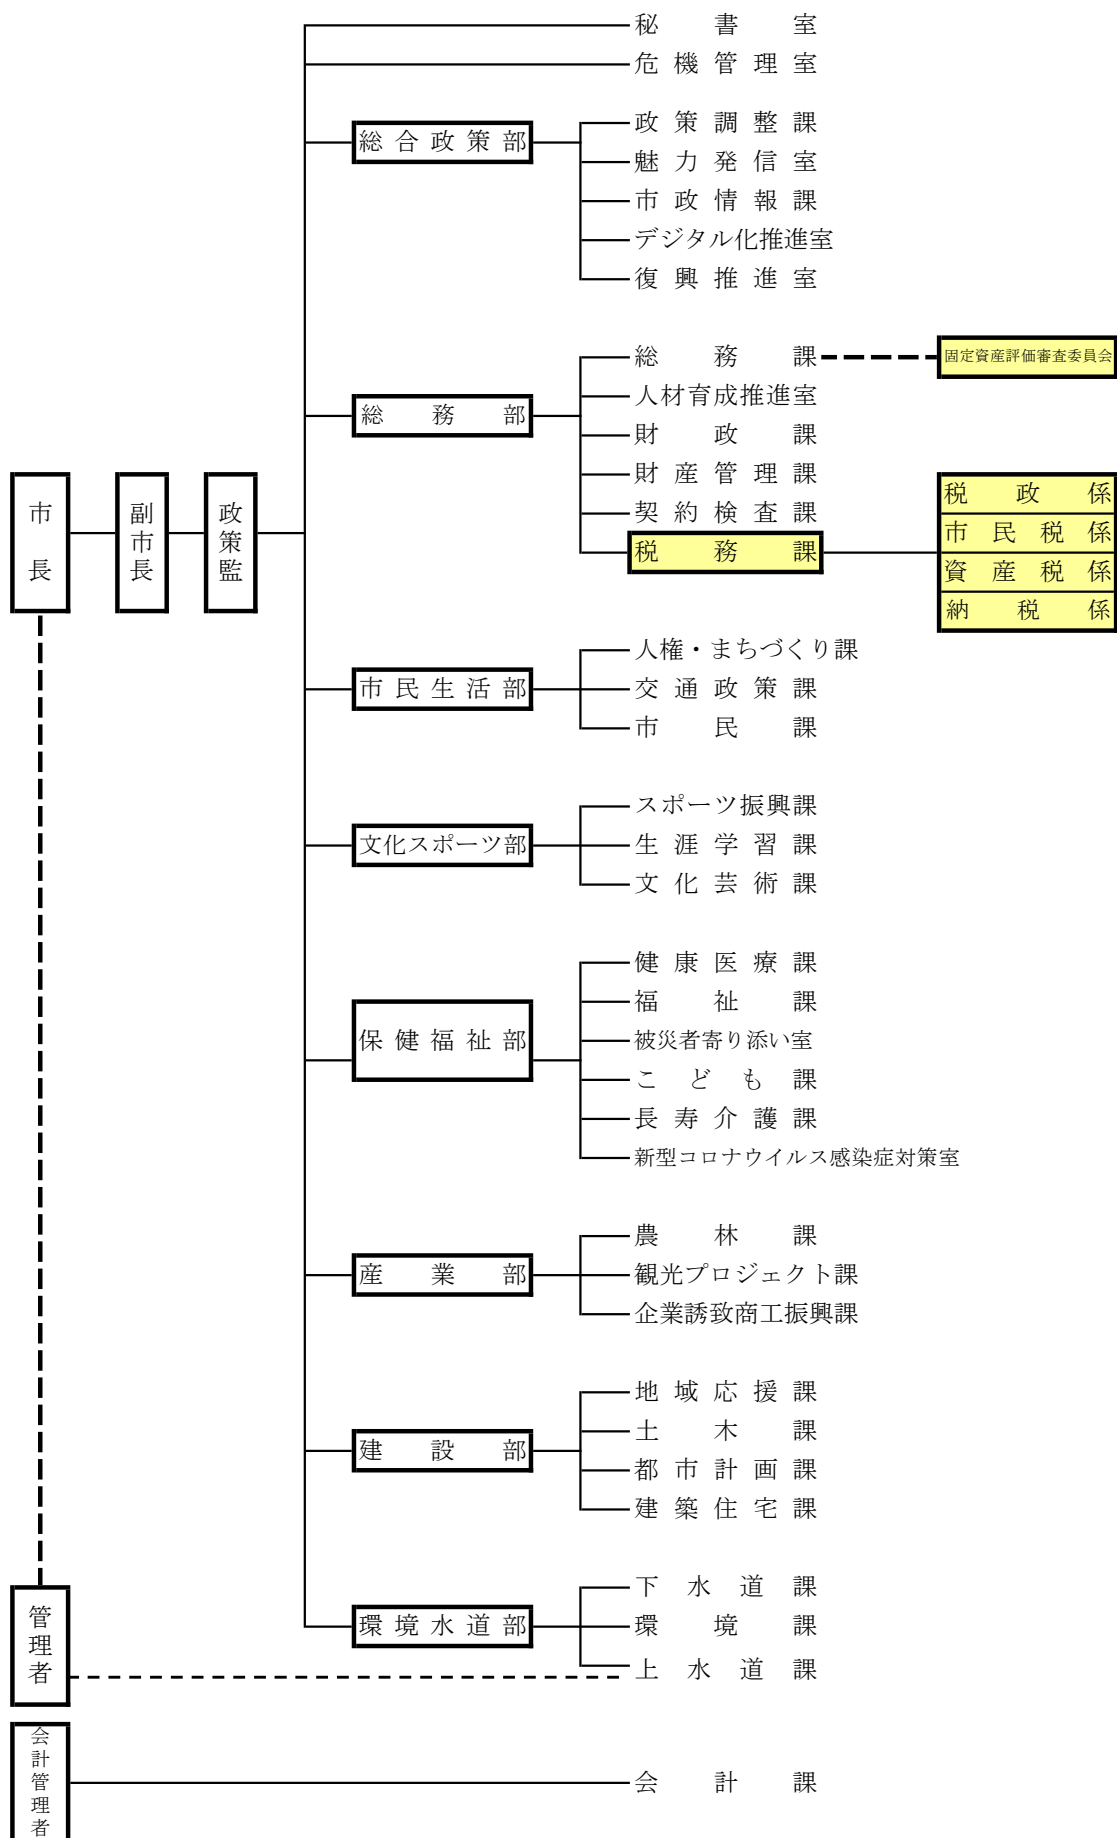 秘書室
危機管理室
総合政策部
政策調整課
魅力発信室
市政情報課
デジタル化推進室
復興推進室
総務部
総務課
固定資産評価審査委員会
人材育成推進室
財政課
財産管理課
契約検査課
税務課
税政係
市民税係
資産税係
納税係
市長
副市長
政策監
市民生活部
人権・まちづくり課
交通政策課
市民課
文化スポーツ部
スポーツ振興課
生涯学習課
文化芸術課
保健福祉部
健康医療課
福祉課
被災者寄り添い室
こども課
長寿介護課
新型コロナウイルス感染症対策室
産業部
農林課
観光プロジェクト課
企業誘致商工振興課
建設部
地域応援課
土木課
都市計画課
建築住宅課
環境水道部
下水道課
環境課
上水道課
管理者
会計管理者
会計課